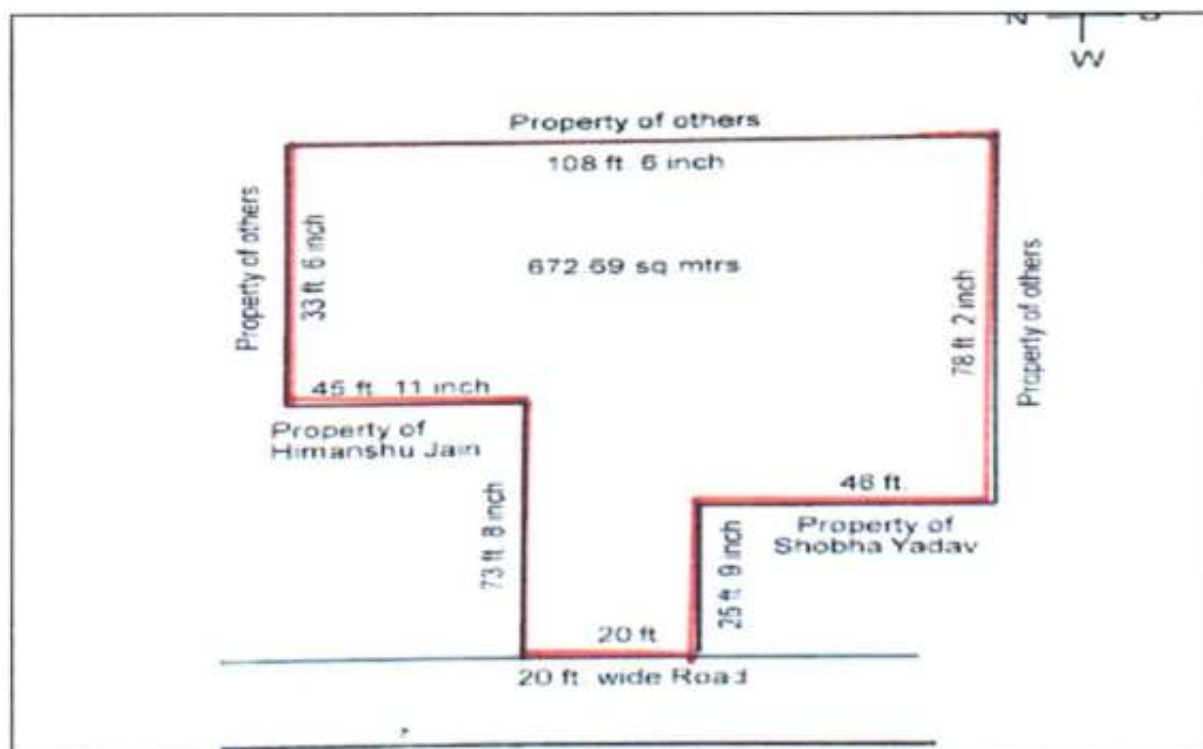 W
Property of others
108 ft. 6 inch
Property of others
33 ft. 6 inch
672.59 sq mtrs
78 ft. 2 inch
Property of others
45 ft. 11 inch
Property of
Himanshu Jain
46 ft.
Property of
Shobha Yadav
73 ft. 8 inch
25 ft. 9 inch
20 ft
20 ft. wide Road